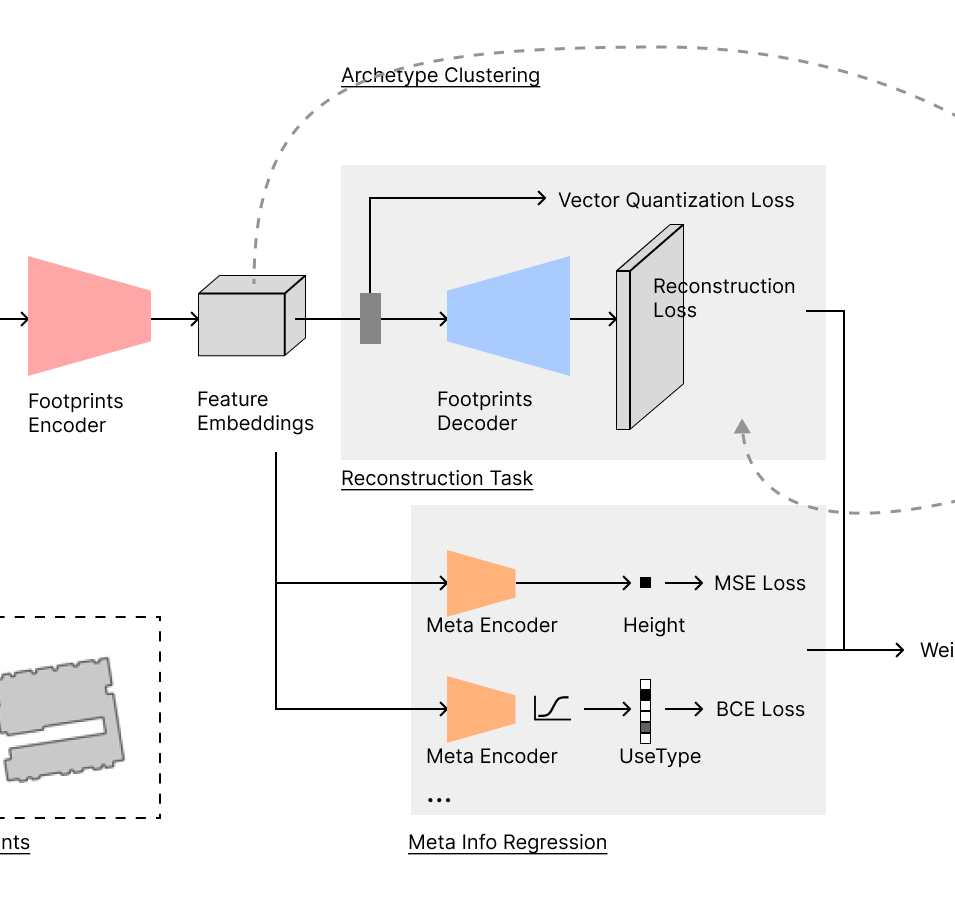 Archetype Clustering
Vector Quantization Loss
Reconstruction
Loss
Footprints
Encoder
Feature
Embeddings
Footprints
Decoder
Reconstruction Task
MSE Loss
Meta Encoder
Height
Wei
BCE Loss
Meta Encoder
UseType
...
nts
Meta Info Regression